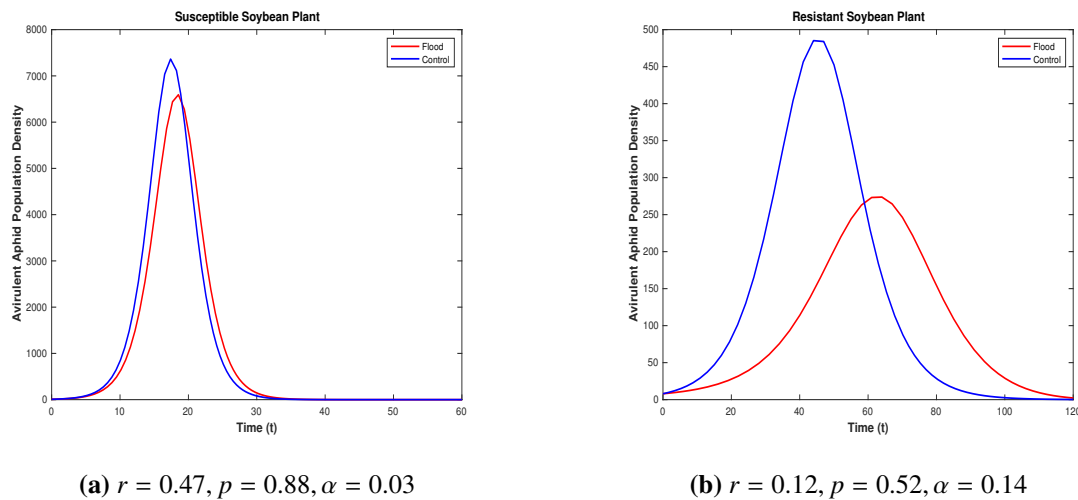 Susceptible Soybean Plant
8000
7000
6000
5000
4000
3000
2000
1000
0
Avirulent Aphid Population Density
Flood
Control
0 10 20 30 40 50 60
Time (t)
(a) r = 0.47, p = 0.88, α = 0.03
Resistant Soybean Plant
500
450
400
350
300
250
200
150
100
50
0
Avirulent Aphid Population Density
Flood
Control
0 20 40 60 80 100 120
Time (t)
(b) r = 0.12, p = 0.52, α = 0.14